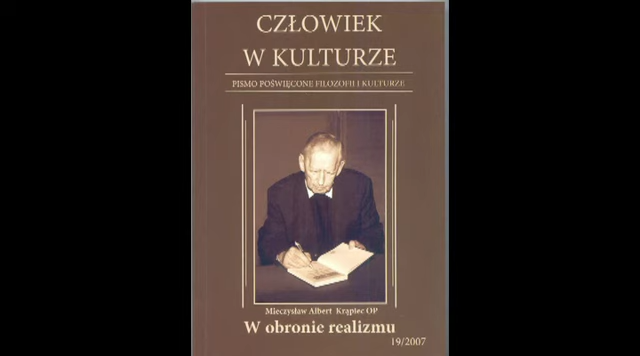 CZŁOWIEK
W KULTURZE
PISMO POŚWIĘCONE FILOZOFII I KULTURZE
Mieczysław Albert Krąpiec OP
W obronie realizmu
19/2007